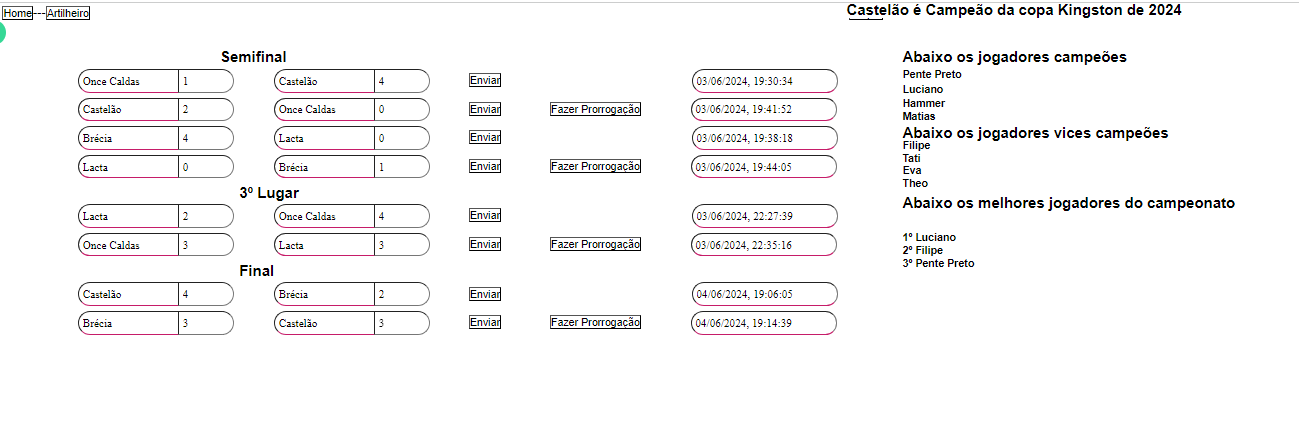 Home---Artilheiro
Castelão é Campeão da copa Kingston de 2024
Semifinal
Once Caldas 1 Castelão 4 Enviar 03/06/2024, 19:30:34
Castelão 2 Once Caldas 0 Enviar Fazer Prorrogação 03/06/2024, 19:41:52
Brécia 4 Lacta 0 Enviar 03/06/2024, 19:38:18
Lacta 0 Brécia 1 Enviar Fazer Prorrogação 03/06/2024, 19:44:05
3º Lugar
Lacta 2 Once Caldas 4 Enviar 03/06/2024, 22:27:39
Once Caldas 3 Lacta 3 Enviar Fazer Prorrogação 03/06/2024, 22:35:16
Final
Castelão 4 Brécia 2 Enviar 04/06/2024, 19:06:05
Brécia 3 Castelão 3 Enviar Fazer Prorrogação 04/06/2024, 19:14:39
Abaixo os jogadores campeões
Pente Preto
Luciano
Hammer
Matias
Abaixo os jogadores vices campeões
Filipe
Tati
Eva
Theo
Abaixo os melhores jogadores do campeonato
1º Luciano
2º Filipe
3º Pente Preto